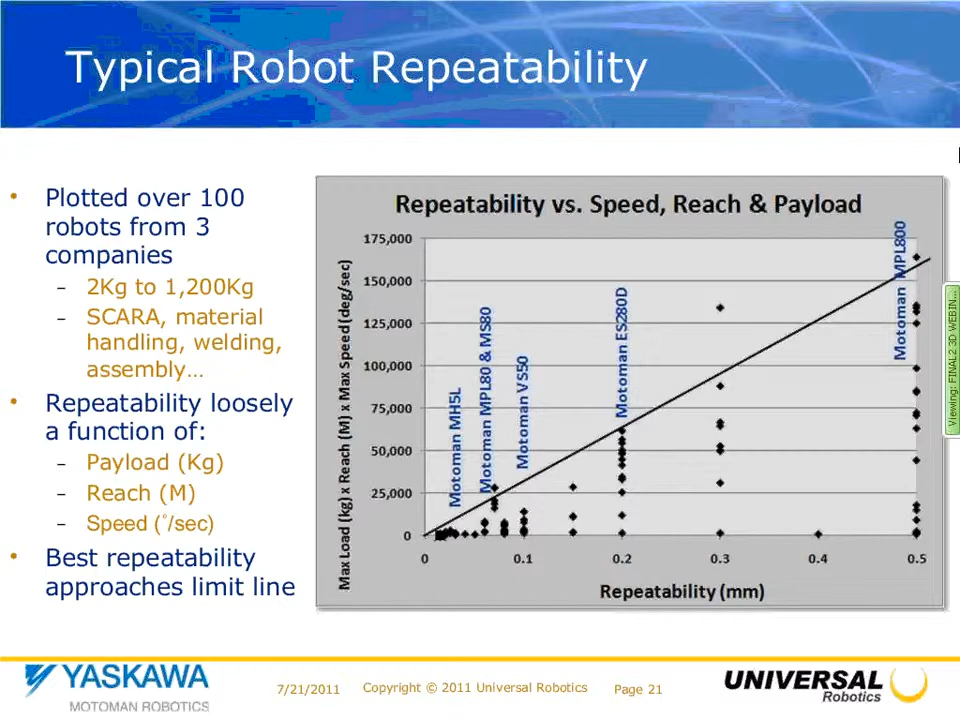 Typical Robot Repeatability
• Plotted over 100
robots from 3
companies
– 2Kg to 1,200Kg
– SCARA, material
handling, welding,
assembly…
• Repeatability loosely
a function of:
– Payload (Kg)
– Reach (M)
– Speed (°/sec)
• Best repeatability
approaches limit line
Repeatability vs. Speed, Reach & Payload
Max Load (kg) x Reach (M) x Max Speed (deg/sec)
175,000
150,000
125,000
100,000
75,000
50,000
25,000
0
Motoman MH5L
Motoman MPL80 & MS80
Motoman VS50
Motoman ES280D
Motoman MPL800
0 0.1 0.2 0.3 0.4 0.5
Repeatability (mm)
Viewing: FINAL2 3D WEBIN...
YASKAWA
MOTOMAN ROBOTICS
7/21/2011 Copyright © 2011 Universal Robotics Page 21
UNIVERSAL
Robotics